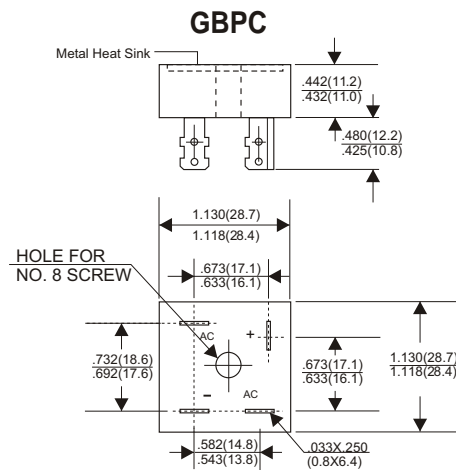 GBPC
Metal Heat Sink
.442(11.2)
.432(11.0)
.480(12.2)
.425(10.8)
1.130(28.7)
1.118(28.4)
HOLE FOR
NO. 8 SCREW
.673(17.1)
.633(16.1)
AC
+
.732(18.6)
.692(17.6)
.673(17.1)
.633(16.1)
1.130(28.7)
1.118(28.4)
-
AC
.582(14.8)
.543(13.8)
.033X.250
(0.8X6.4)